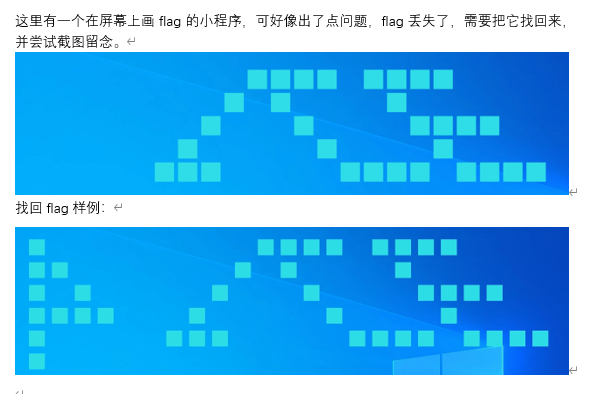 这里有一个在屏幕上画 flag 的小程序，可好像出了点问题，flag 丢失了，需要把它找回来，
并尝试截图留念。
找回 flag 样例：